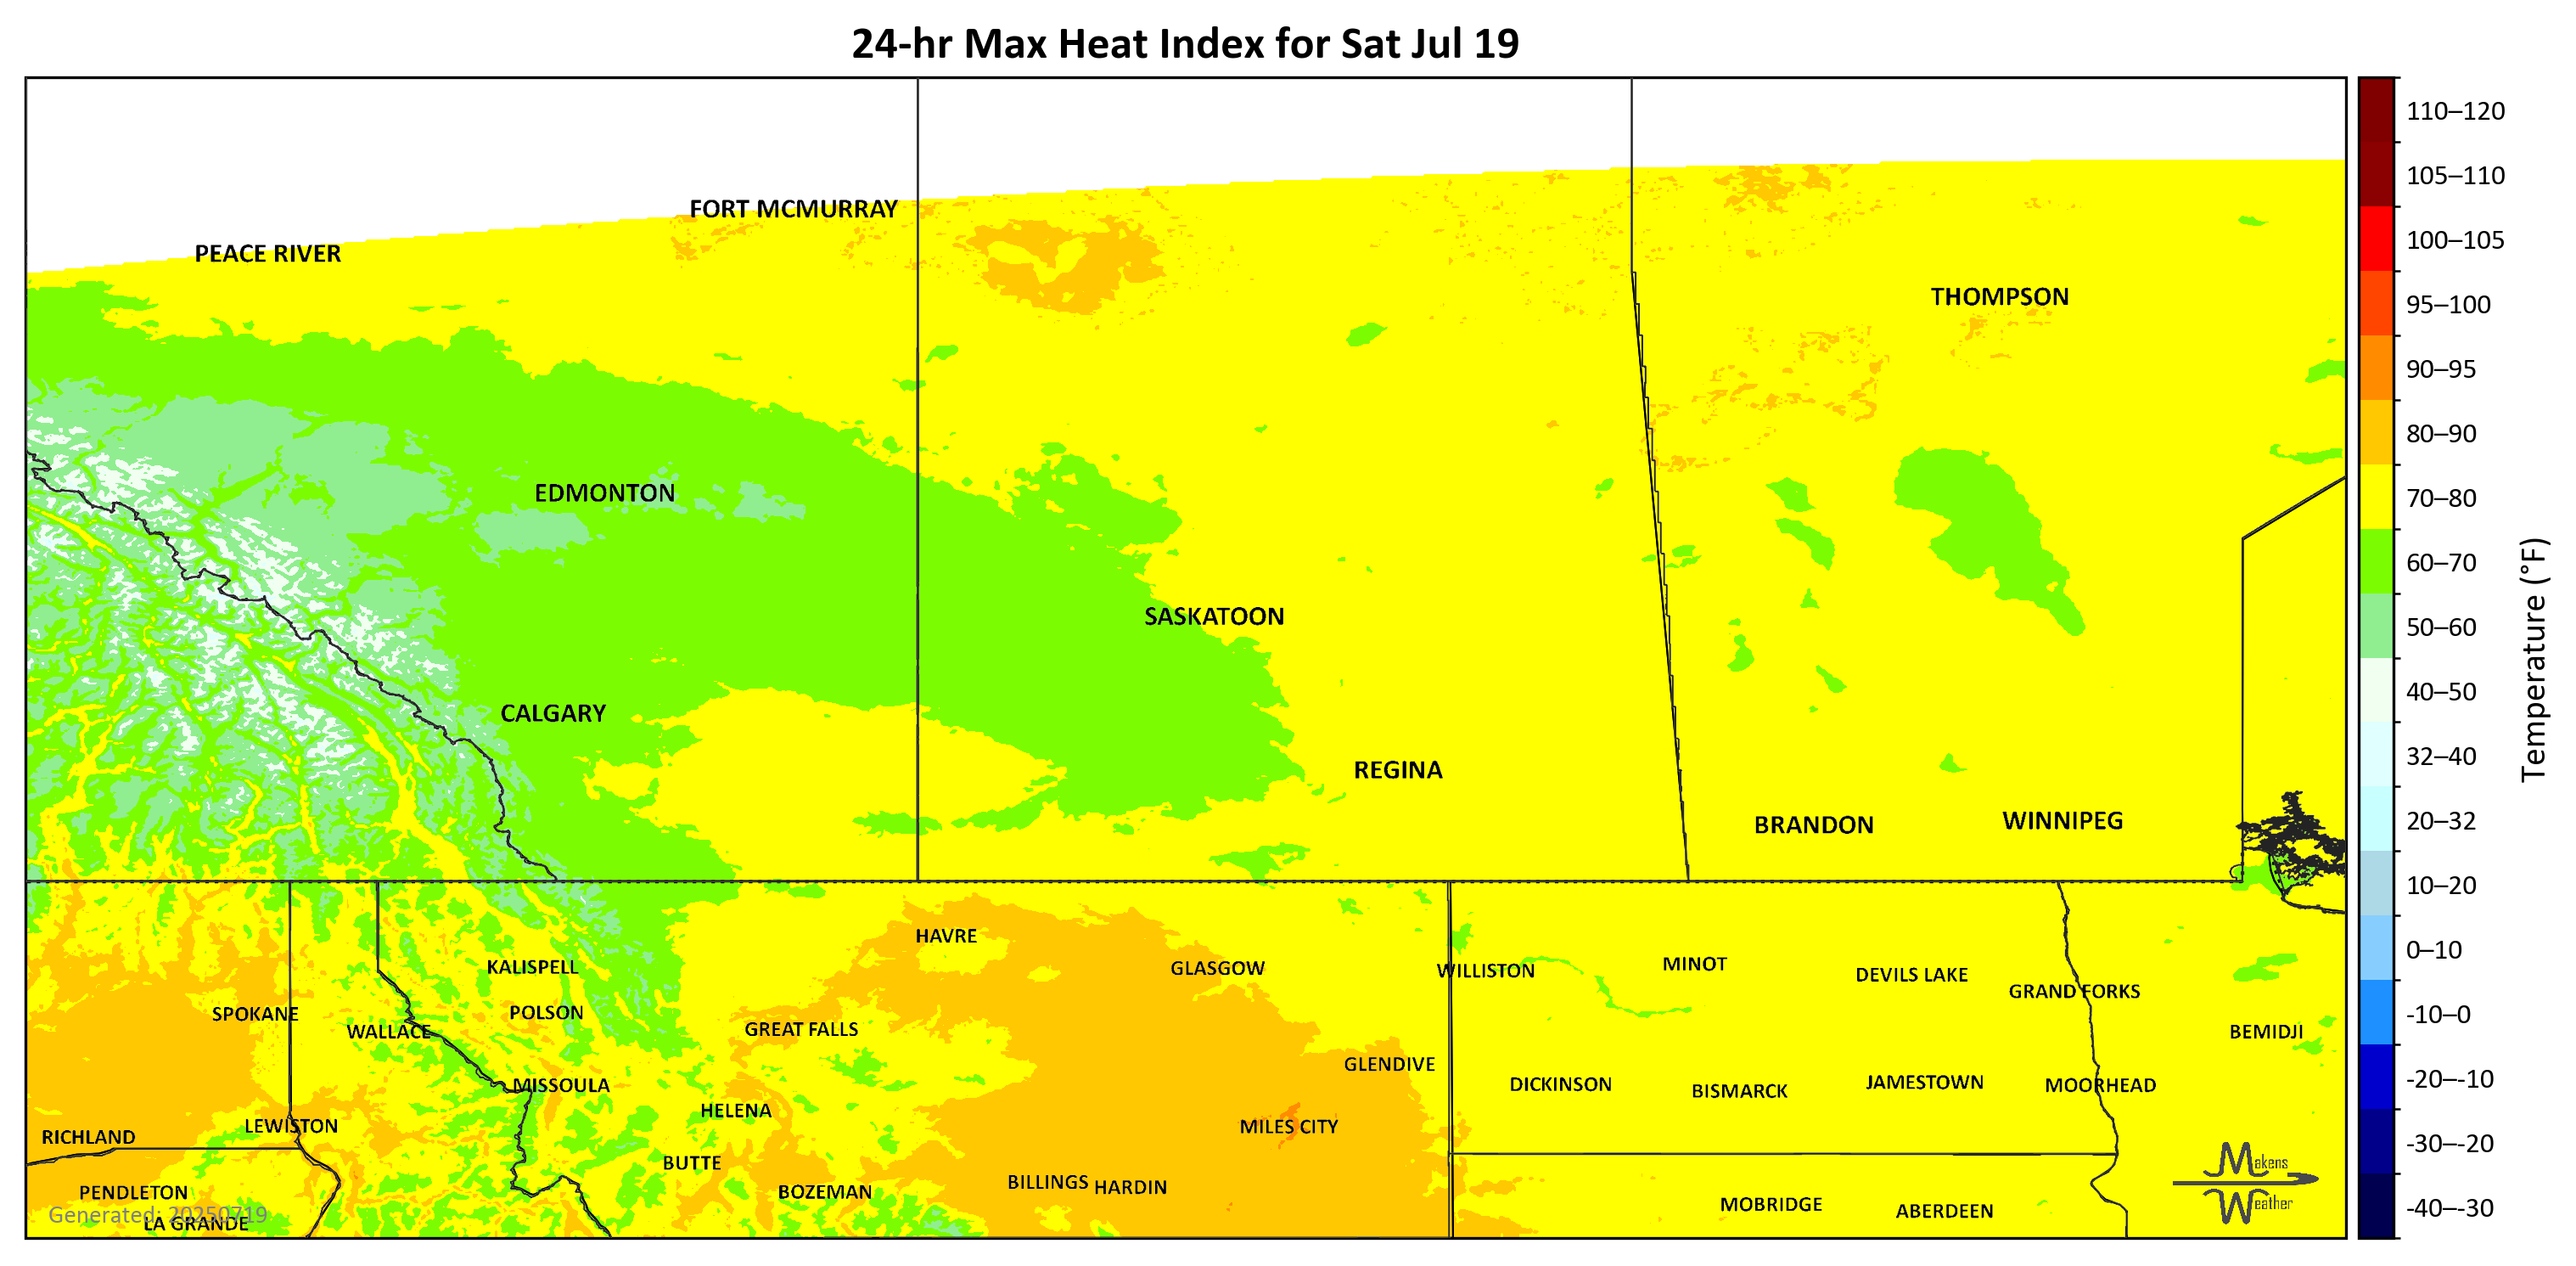 24-hr Max Heat Index for Sat Jul 19
110–120
105–110
FORT MCMURRAY
100–105
PEACE RIVER
THOMPSON
95–100
90–95
80–90
EDMONTON
70–80
60–70
SASKATOON
50–60
Temperature (°F)
40–50
CALGARY
32–40
REGINA
20–32
BRANDON
WINNIPEG
10–20
HAVRE
0–10
KALISPELL
GLASGOW
WILLISTON
MINOT
DEVILS LAKE
GRAND FORKS
SPOKANE
POLSON
-10–0
WALLACE
GREAT FALLS
BEMIDJI
GLENDIVE
-20–-10
MISSOULA
DICKINSON
BISMARCK
JAMESTOWN
MOORHEAD
HELENA
LEWISTON
MILES CITY
RICHLAND
-30–-20
BUTTE
Makens
Weather
PENDLETON
BOZEMAN
BILLINGS
HARDIN
-40–-30
MOBRIDGE
ABERDEEN
Generated: 20250719
LA GRANDE